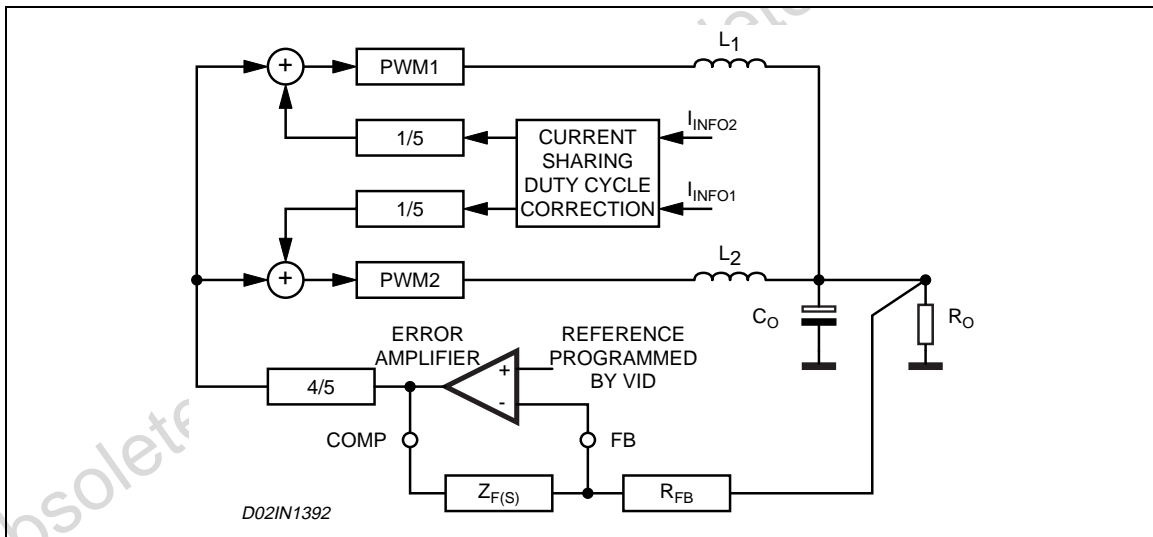 L1
PWM1
+
1/5
CURRENT
SHARING
DUTY CYCLE
CORRECTION
IINFO2
1/5
IINFO1
+
PWM2
L2
CO
RO
ERROR
AMPLIFIER
REFERENCE
PROGRAMMED
BY VID
+
-
4/5
COMP
FB
ZF(S)
RFB
D02IN1392
obsolete